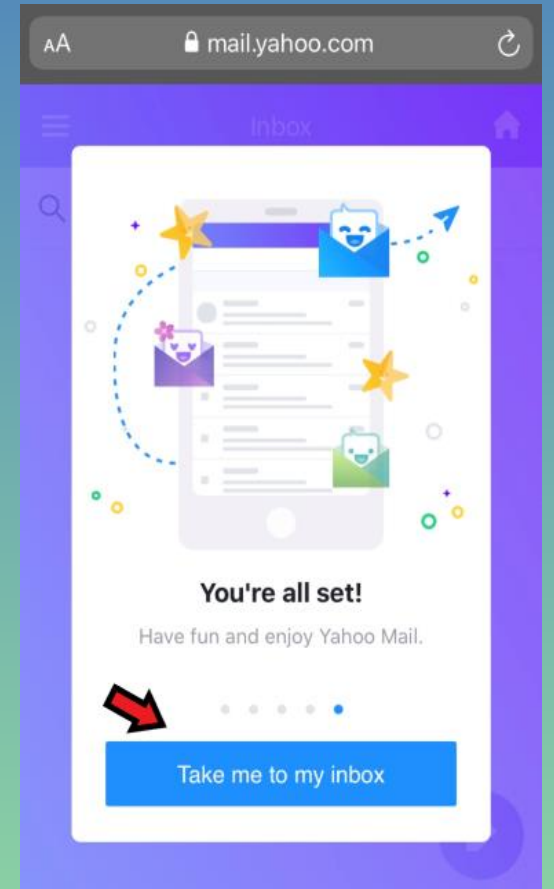 AA mail.yahoo.com
Inbox
You're all set!
Have fun and enjoy Yahoo Mail.
Take me to my inbox